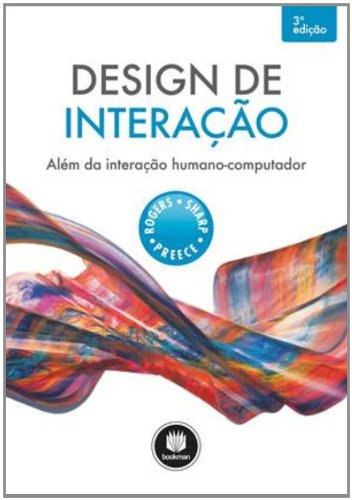 3ª
edição
DESIGN DE
INTERAÇÃO
Além da interação humano-computador
ROGERS • SHARP
• PREECE •
bookman